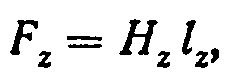 F_z = H_z l_z,